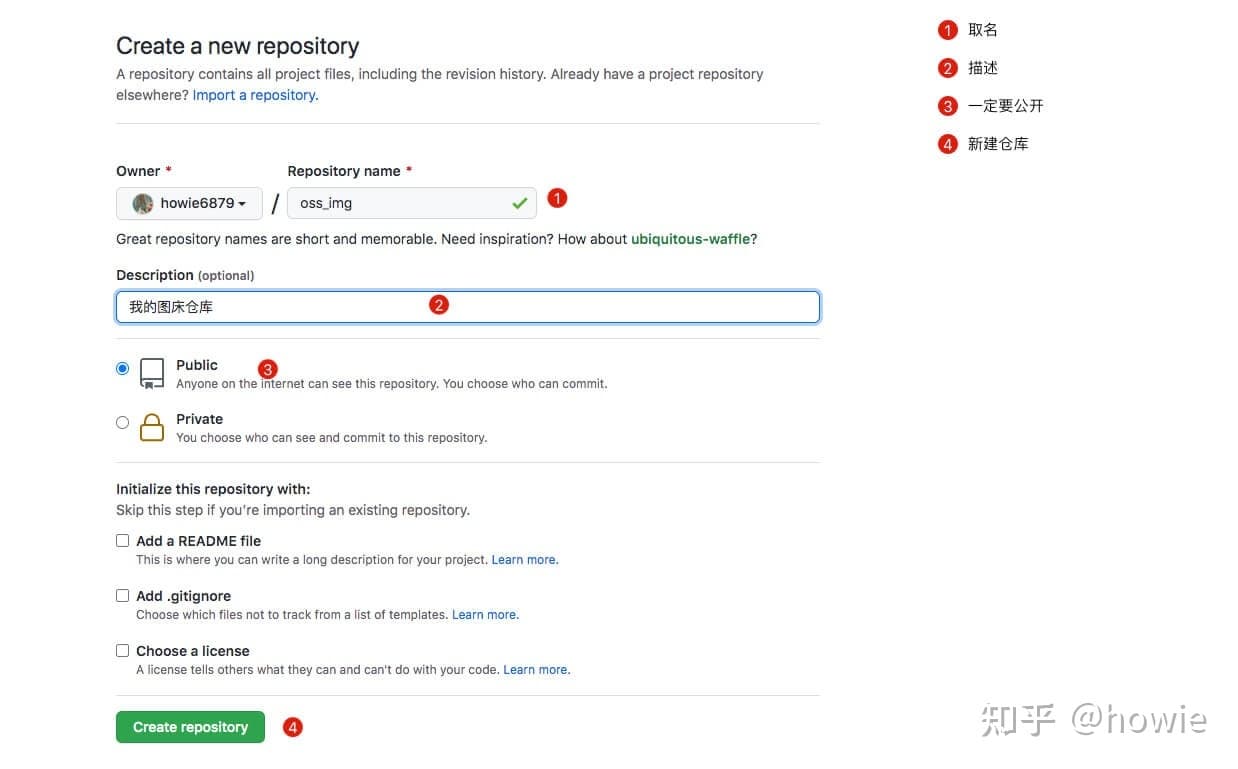 Create a new repository
A repository contains all project files, including the revision history. Already have a project repository
elsewhere? Import a repository.
Owner *
Repository name *
howie6879
/
oss_img
1
Great repository names are short and memorable. Need inspiration? How about ubiquitous-waffle?
Description (optional)
我的图床仓库
2
Public
3
Anyone on the internet can see this repository. You choose who can commit.
Private
You choose who can see and commit to this repository.
Initialize this repository with:
Skip this step if you're importing an existing repository.
Add a README file
This is where you can write a long description for your project. Learn more.
Add .gitignore
Choose which files not to track from a list of templates. Learn more.
Choose a license
A license tells others what they can and can't do with your code. Learn more.
Create repository
4
1 取名
2 描述
3 一定要公开
4 新建仓库
知乎 @howie